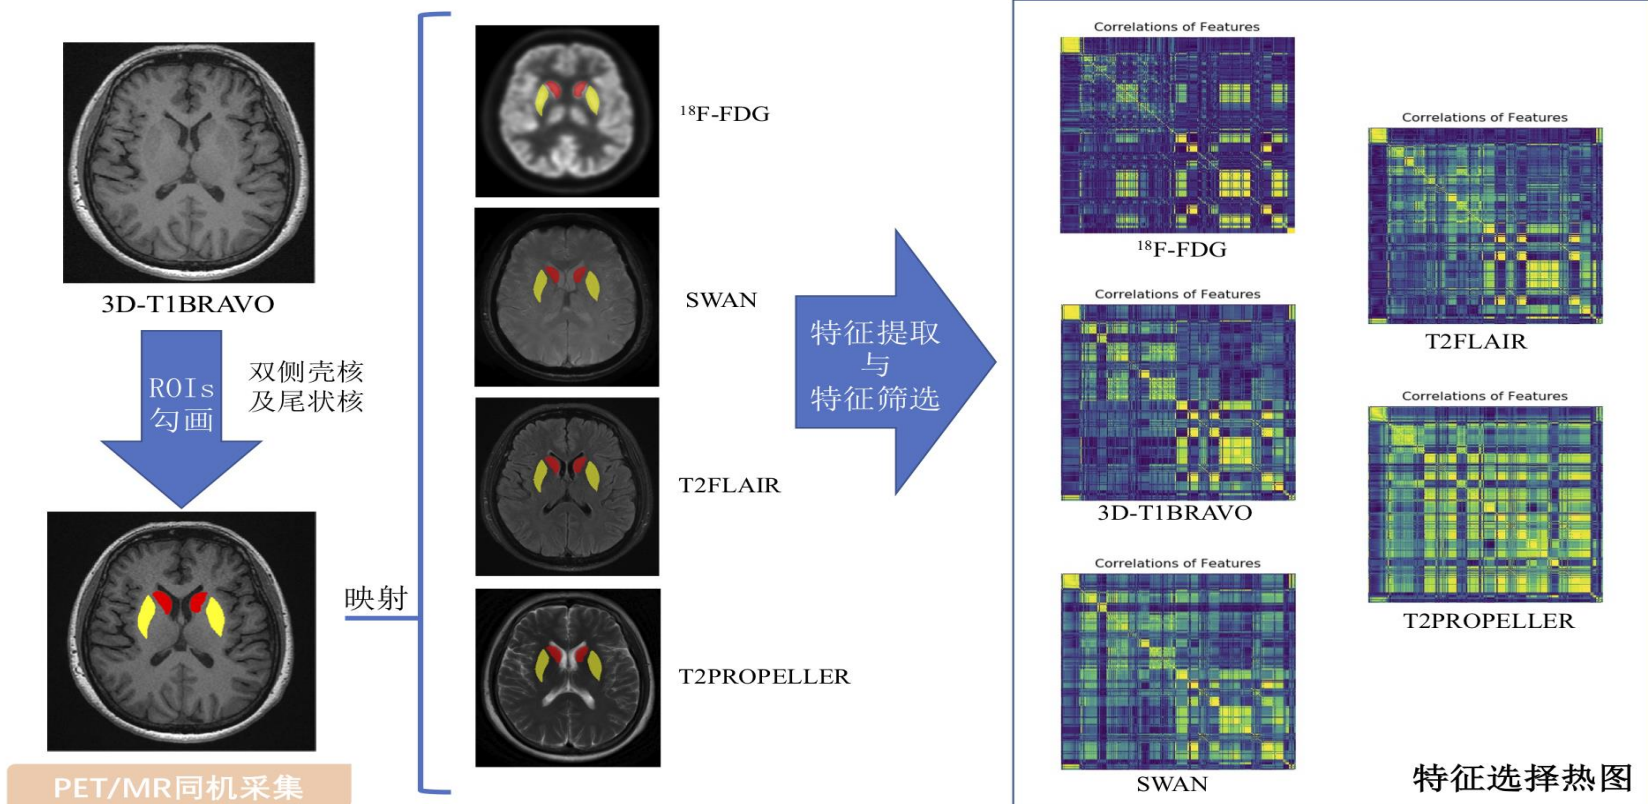 3D-T1BRAVO
ROIs
勾画
双侧壳核
及尾状核
PET/MR同机采集
映射
¹⁸F-FDG
SWAN
T2FLAIR
T2PROPELLER
特征提取
与
特征筛选
Correlations of Features
¹⁸F-FDG
Correlations of Features
3D-T1BRAVO
Correlations of Features
SWAN
Correlations of Features
T2FLAIR
Correlations of Features
T2PROPELLER
特征选择热图